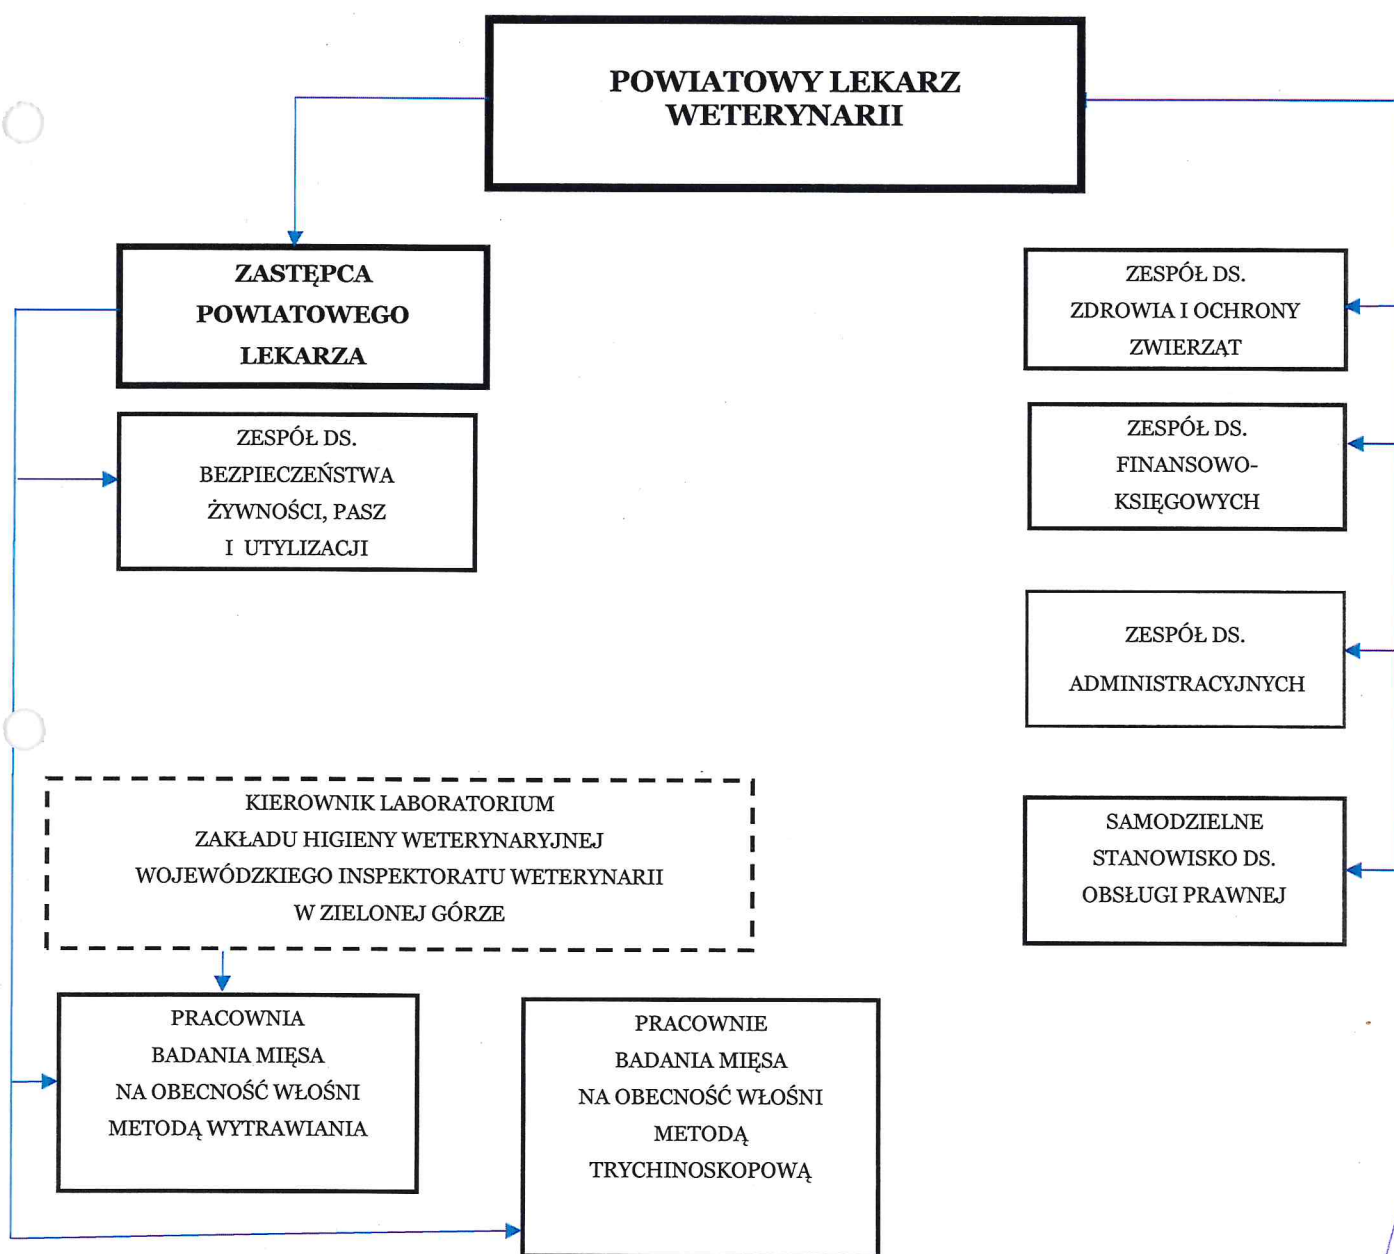 POWIATOWY LEKARZ
WETERYNARII
ZASTĘPCA
POWIATOWEGO
LEKARZA
ZESPÓŁ DS.
BEZPIECZEŃSTWA
ŻYWNOŚCI, PASZ
I UTYLIZACJI
ZESPÓŁ DS.
ZDROWIA I OCHRONY
ZWIERZĄT
ZESPÓŁ DS.
FINANSOWO-
KSIĘGOWYCH
ZESPÓŁ DS.
ADMINISTRACYJNYCH
SAMODZIELNE
STANOWISKO DS.
OBSŁUGI PRAWNEJ
KIEROWNIK LABORATORIUM
ZAKŁADU HIGIENY WETERYNARYJNEJ
WOJEWÓDZKIEGO INSPEKTORATU WETERYNARII
W ZIELONEJ GÓRZE
PRACOWNIA
BADANIA MIĘSA
NA OBECNOŚĆ WŁOŚNI
METODĄ WYTRAWIANIA
PRACOWNIE
BADANIA MIĘSA
NA OBECNOŚĆ WŁOŚNI
METODĄ
TRYCHINOSKOPOWĄ